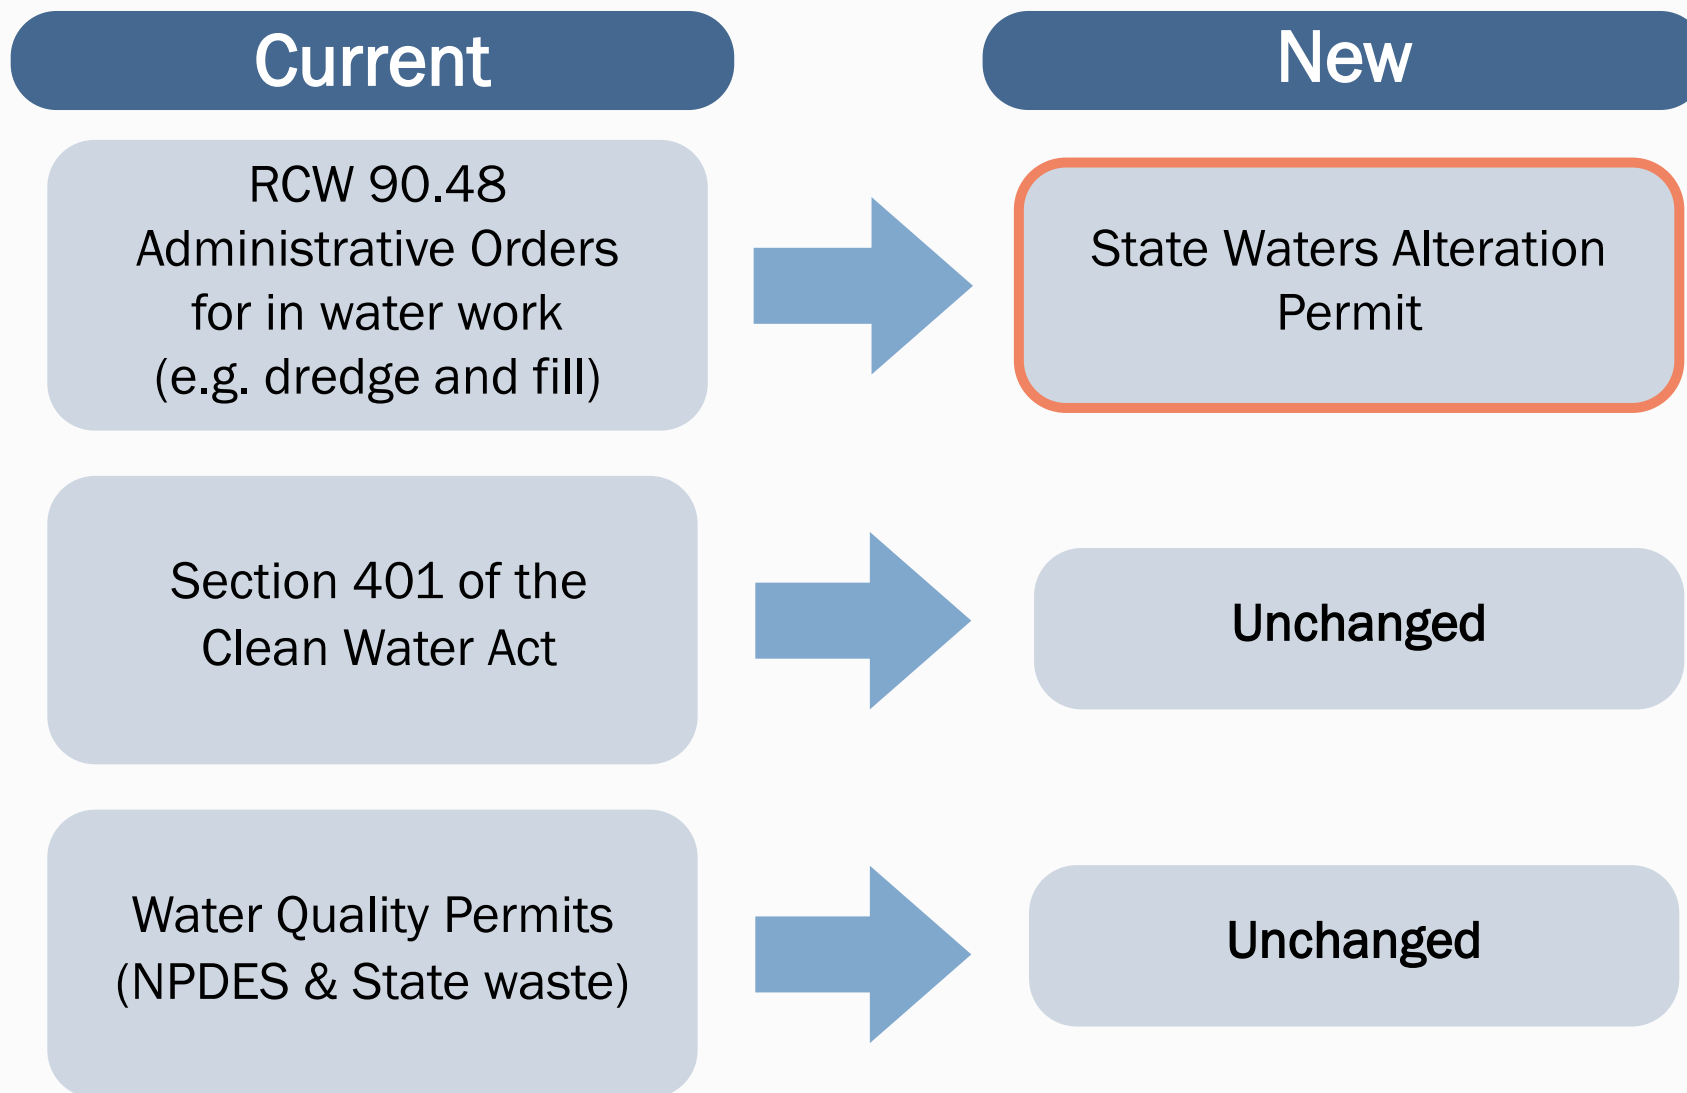 Current
New
RCW 90.48
Administrative Orders
for in water work
(e.g. dredge and fill)
State Waters Alteration
Permit
Section 401 of the
Clean Water Act
Unchanged
Water Quality Permits
(NPDES & State waste)
Unchanged